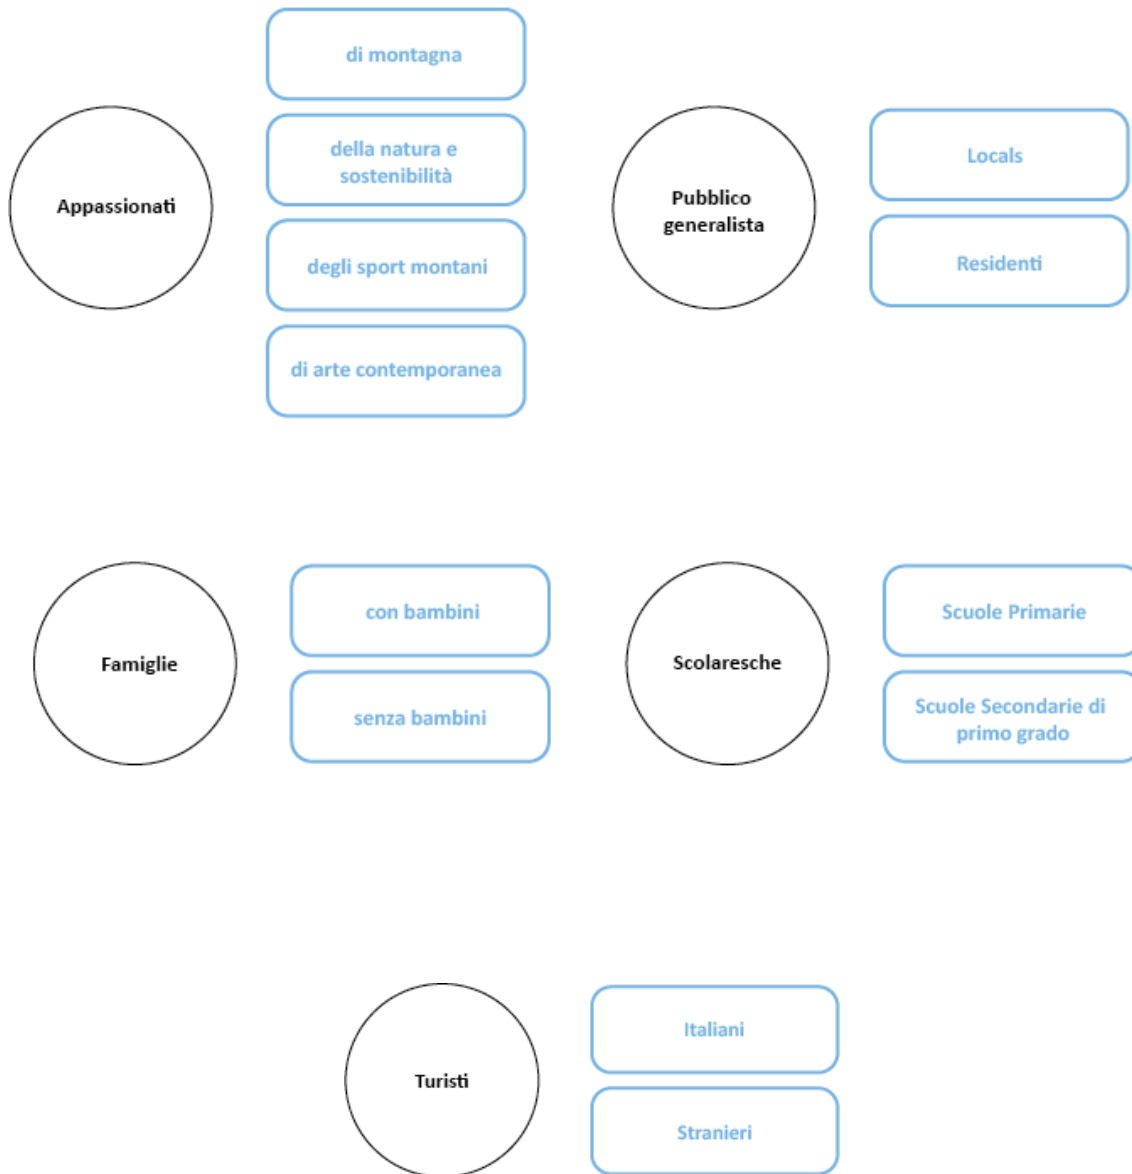 Appassionati
di montagna
della natura e
sostenibilità
degli sport montani
di arte contemporanea
Pubblico
generalista
Locals
Residenti
Famiglie
con bambini
senza bambini
Scolaresche
Scuole Primarie
Scuole Secondarie di
primo grado
Turisti
Italiani
Stranieri